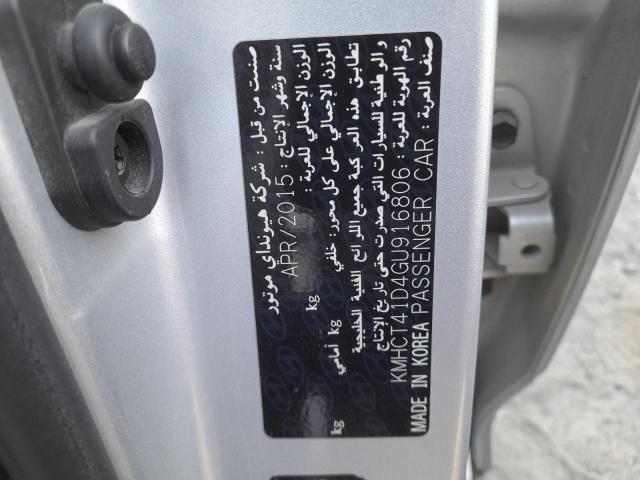 صنعت من قبل : شركة هيونداي موتور
سنة وشهر الإنتاج : APR/2015
الوزن الإجمالي للعربة : kg
الوزن الإجمالي على كل محور : خلفي kg أمامي kg
تطابق هذه المركبة جميع اللوائح الفنية الخليجية
والوطنية للسيارات التي صدرت حتى تاريخ الإنتاج
رقم الهوية للعربة : KMHCT41D4GU916806
صنف العربة : PASSENGER CAR
MADE IN KOREA